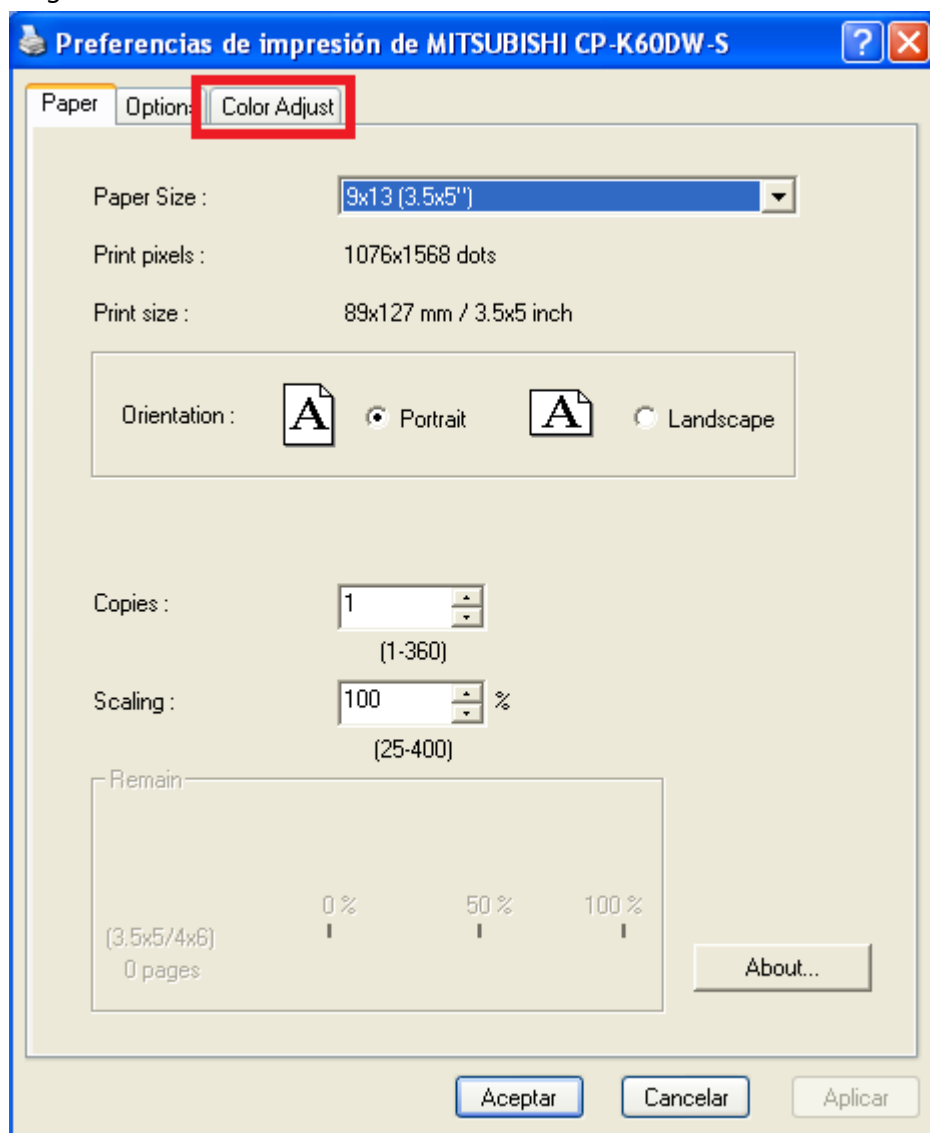 Preferencias de impresión de MITSUBISHI CP-K60DW-S
Paper Options Color Adjust
Paper Size : 9x13 (3.5x5'')
Print pixels : 1076x1568 dots
Print size : 89x127 mm / 3.5x5 inch
Orientation : A Portrait A Landscape
Copies : 1
(1-360)
Scaling : 100 %
(25-400)
Remain
0 % 50 % 100 %
(3.5x5/4x6)
0 pages
About...
Aceptar Cancelar Aplicar